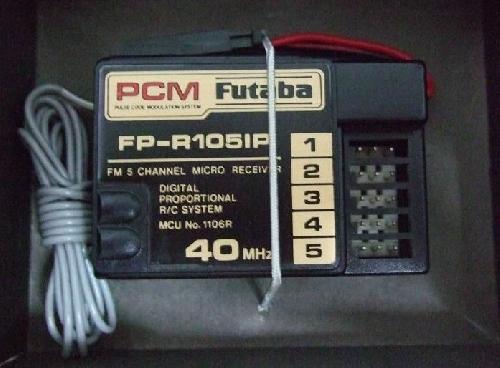 PCM Futaba
PULSE CODE MODULATION SYSTEM
FP-R105IP
FM 5 CHANNEL MICRO RECEIVER
DIGITAL
PROPORTIONAL
R/C SYSTEM
MCU No. 1106R
40 MHz
1
2
3
4
5